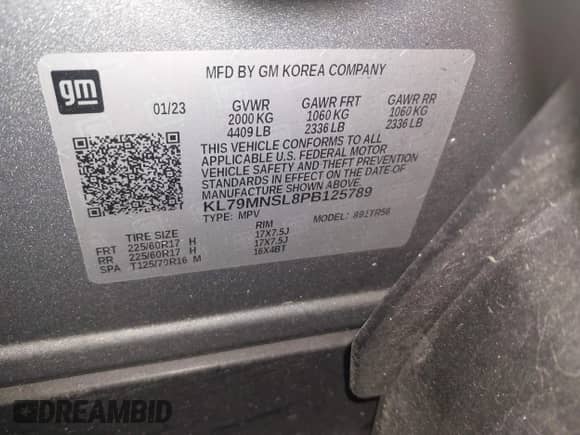 gm
MFD BY GM KOREA COMPANY
01/23 GVWR GAWR FRT GAWR RR
2000 KG 1060 KG 1060 KG
4409 LB 2336 LB 2336 LB
THIS VEHICLE CONFORMS TO ALL
APPLICABLE U.S. FEDERAL MOTOR
VEHICLE SAFETY AND THEFT PREVENTION
STANDARDS IN EFFECT ON THE DATE OF
MANUFACTURE SHOWN ABOVE.
KL79MNSL8PB125789
TYPE: MPV MODEL: 891TR56
TIRE SIZE RIM
FRT 225/60R17 H 17X7.5J
RR 225/60R17 H 17X7.5J
SPA T125/70R16 M 16X4BT
DREAMBID